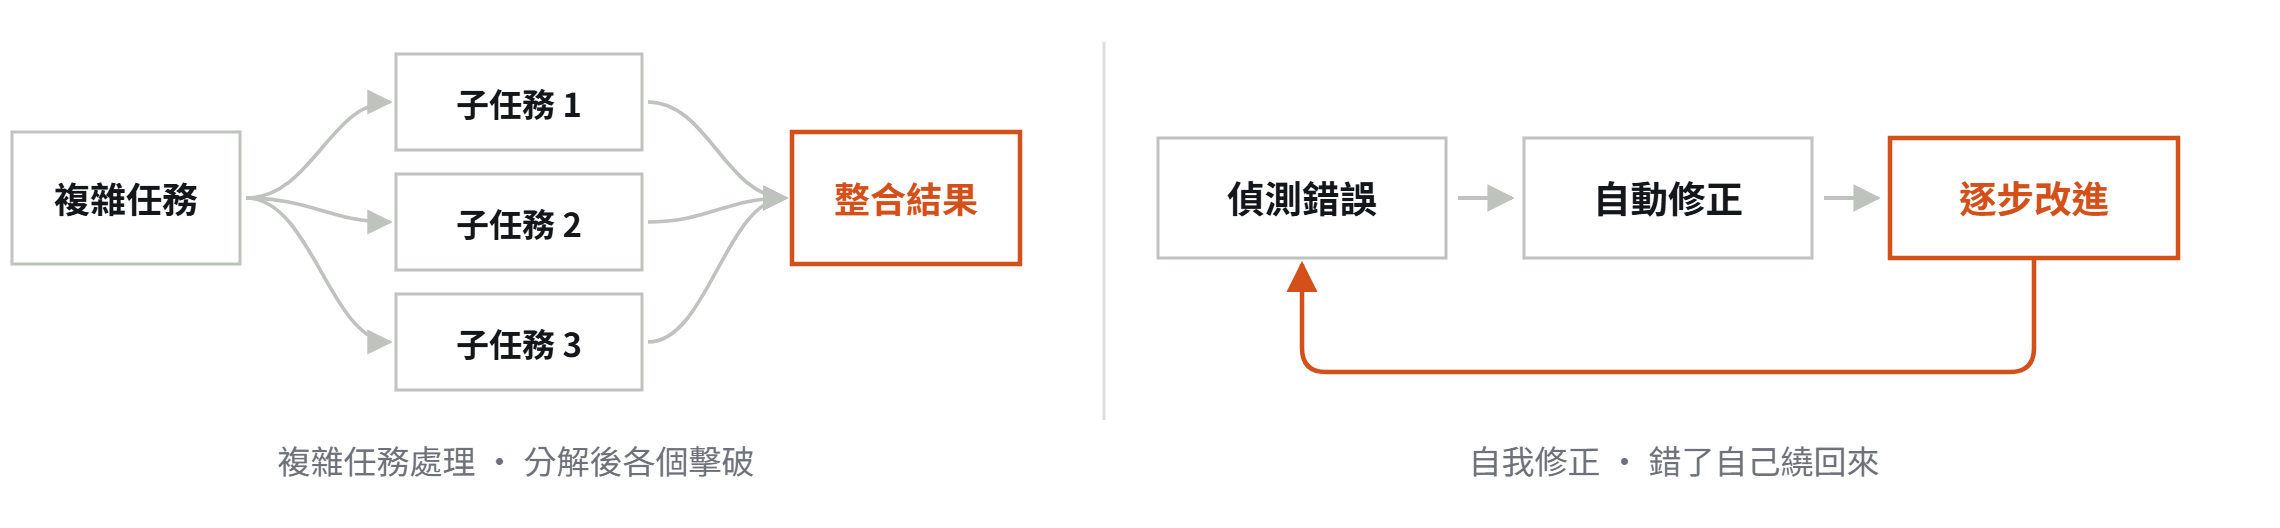 複雜任務
子任務 1
子任務 2
子任務 3
整合結果
複雜任務處理 · 分解後各個擊破
偵測錯誤
自動修正
逐步改進
自我修正 · 錯了自己繞回來